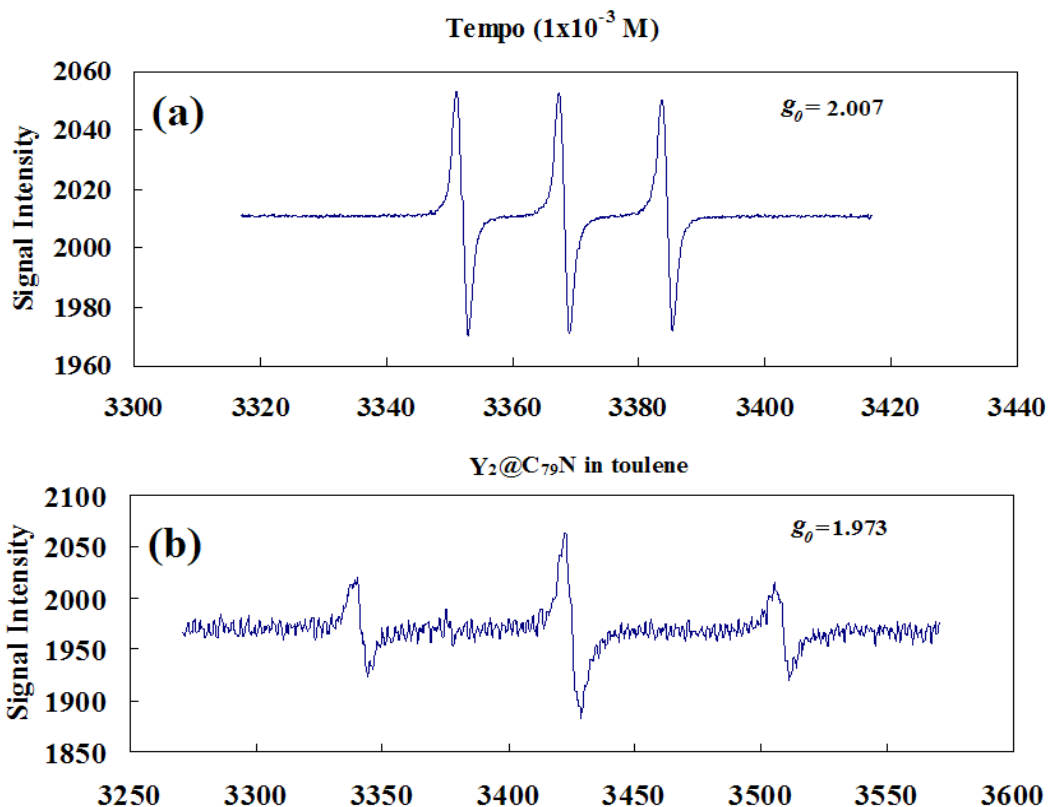 Tempo (1x10⁻³ M)
2060
(a)
g₀= 2.007
2040
Signal Intensity
2020
2000
1980
1960
3300 3320 3340 3360 3380 3400 3420 3440
Y₂@C₇₉N in toulene
2100
(b)
g₀=1.973
2050
Signal Intensity
2000
1950
1900
1850
3250 3300 3350 3400 3450 3500 3550 3600